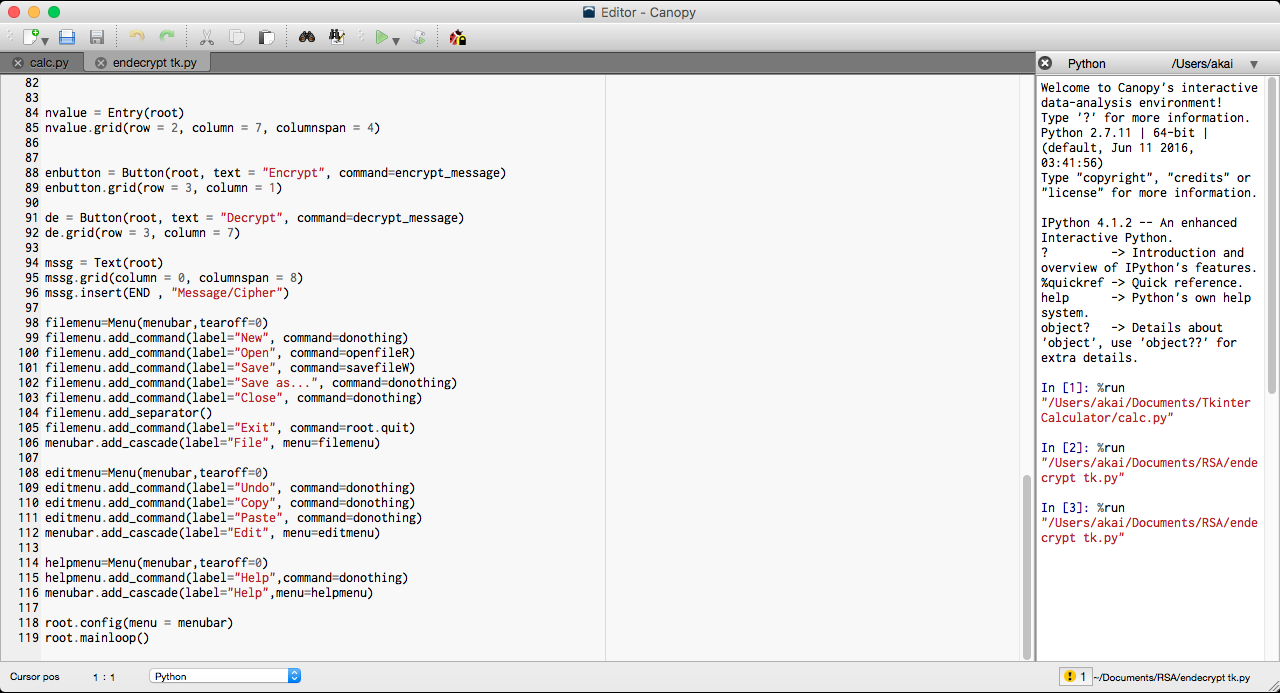 Editor - Canopy
calc.py
endecrypt tk.py
82
83
84 nvalue = Entry(root)
85 nvalue.grid(row = 2, column = 7, columnspan = 4)
86
87
88 enbutton = Button(root, text = "Encrypt", command=encrypt_message)
89 enbutton.grid(row = 3, column = 1)
90
91 de = Button(root, text = "Decrypt", command=decrypt_message)
92 de.grid(row = 3, column = 7)
93
94 mssg = Text(root)
95 mssg.grid(column = 0, columnspan = 8)
96 mssg.insert(END , "Message/Cipher")
97
98 filemenu=Menu(menubar,tearoff=0)
99 filemenu.add_command(label="New", command=donothing)
100 filemenu.add_command(label="Open", command=openfileR)
101 filemenu.add_command(label="Save", command=savefileW)
102 filemenu.add_command(label="Save as...", command=donothing)
103 filemenu.add_command(label="Close", command=donothing)
104 filemenu.add_separator()
105 filemenu.add_command(label="Exit", command=root.quit)
106 menubar.add_cascade(label="File", menu=filemenu)
107
108 editmenu=Menu(menubar,tearoff=0)
109 editmenu.add_command(label="Undo", command=donothing)
110 editmenu.add_command(label="Copy", command=donothing)
111 editmenu.add_command(label="Paste", command=donothing)
112 menubar.add_cascade(label="Edit", menu=editmenu)
113
114 helpmenu=Menu(menubar,tearoff=0)
115 helpmenu.add_command(label="Help",command=donothing)
116 menubar.add_cascade(label="Help",menu=helpmenu)
117
118 root.config(menu = menubar)
119 root.mainloop()
Python /Users/akai
Welcome to Canopy's interactive
data-analysis environment!
Type '?' for more information.
Python 2.7.11 | 64-bit |
(default, Jun 11 2016,
03:41:56)
Type "copyright", "credits" or
"license" for more information.

IPython 4.1.2 -- An enhanced
Interactive Python.
? -> Introduction and
overview of IPython's features.
%quickref -> Quick reference.
help -> Python's own help
system.
object? -> Details about
'object', use 'object??' for
extra details.

In [1]: %run
"/Users/akai/Documents/Tkinter
Calculator/calc.py"

In [2]: %run
"/Users/akai/Documents/RSA/ende
crypt tk.py"

In [3]: %run
"/Users/akai/Documents/RSA/ende
crypt tk.py"
Cursor pos 1 : 1 Python
1 ~/Documents/RSA/endecrypt tk.py